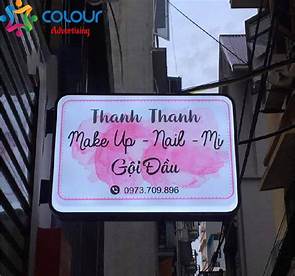 COLOUR
Advertising
Thanh Thanh
Make Up - Nail - Mi
Gội Đầu
0973.709.896